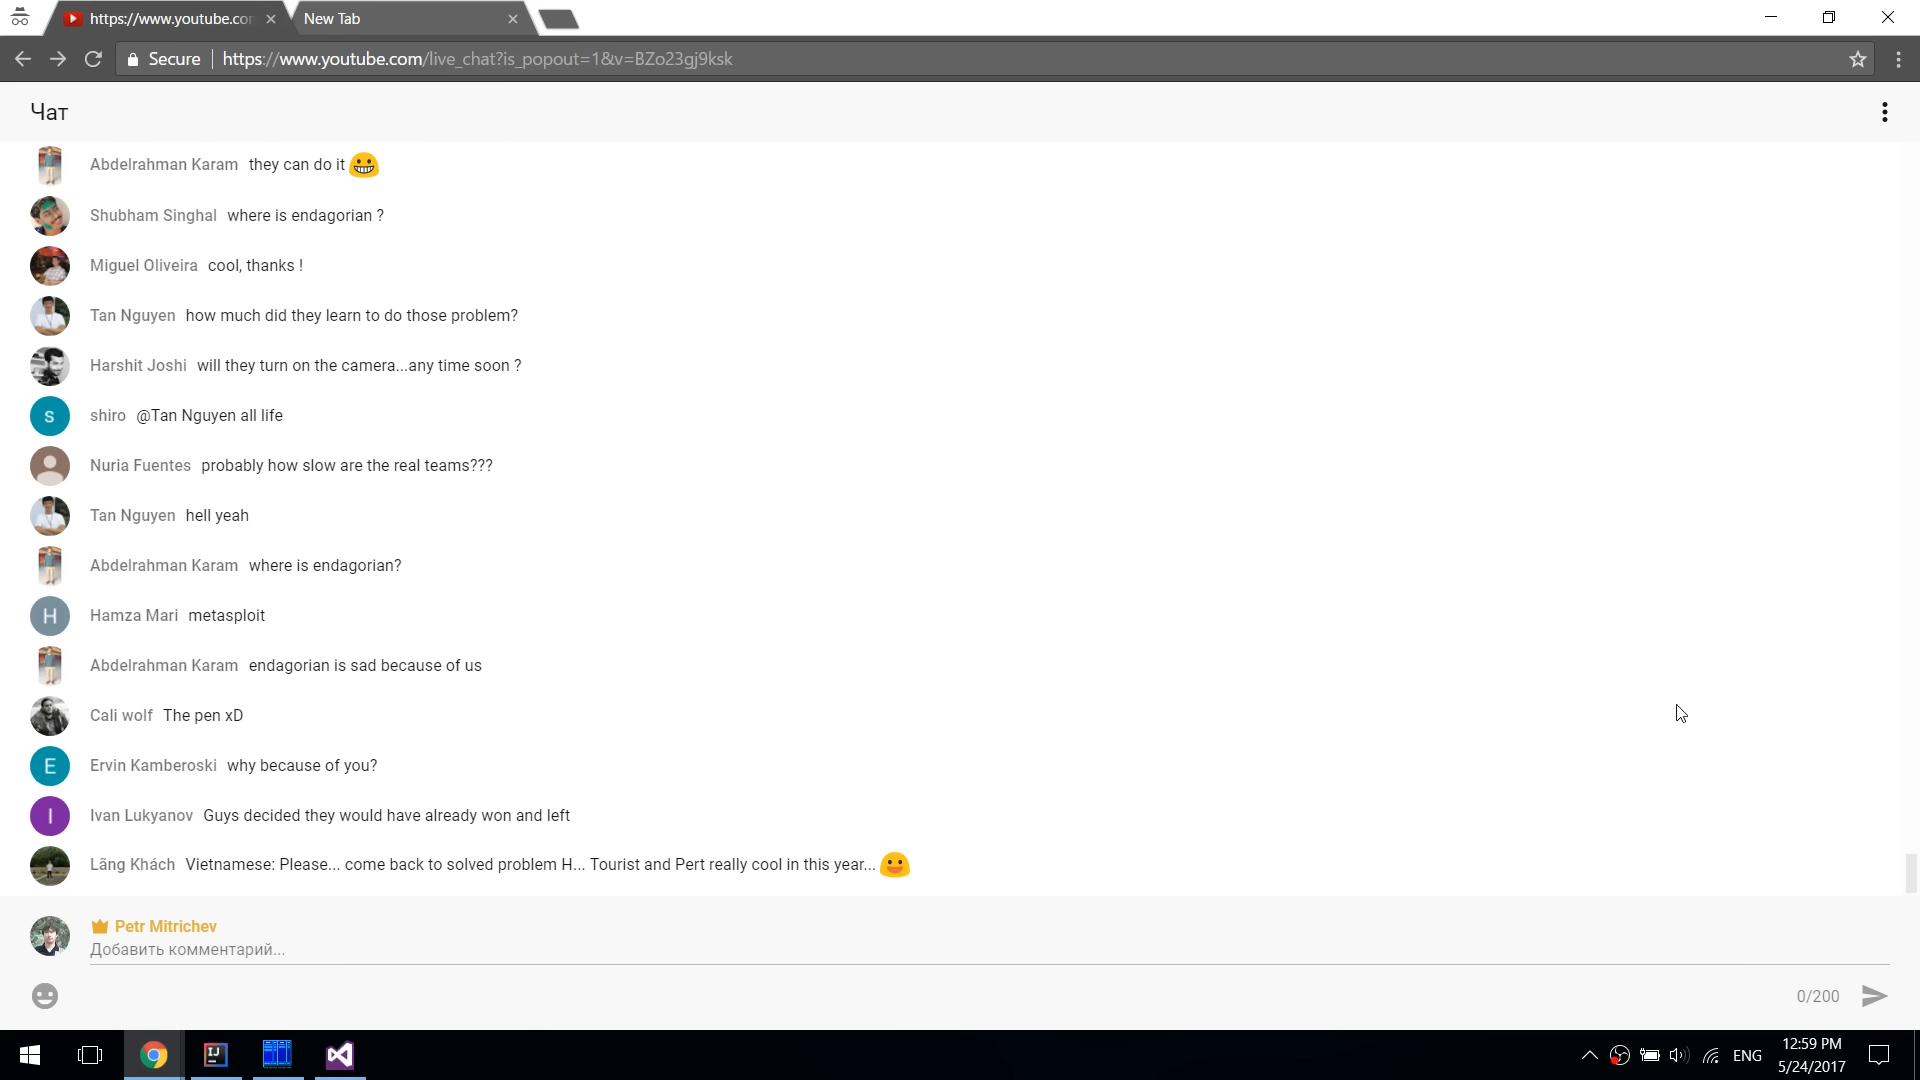 https://www.youtube.co
New Tab
Secure https://www.youtube.com/live_chat?is_popout=1&v=BZo23gj9ksk
Чат
Abdelrahman Karam they can do it
Shubham Singhal where is endagorian ?
Miguel Oliveira cool, thanks !
Tan Nguyen how much did they learn to do those problem?
Harshit Joshi will they turn on the camera...any time soon ?
s shiro @Tan Nguyen all life
Nuria Fuentes probably how slow are the real teams???
Tan Nguyen hell yeah
Abdelrahman Karam where is endagorian?
H Hamza Mari metasploit
Abdelrahman Karam endagorian is sad because of us
Cali wolf The pen xD
E Ervin Kamberoski why because of you?
I Ivan Lukyanov Guys decided they would have already won and left
Lãng Khách Vietnamese: Please... come back to solved problem H... Tourist and Pert really cool in this year...
Petr Mitrichev
Добавить комментарий...
0/200
IJ
ENG
12:59 PM
5/24/2017